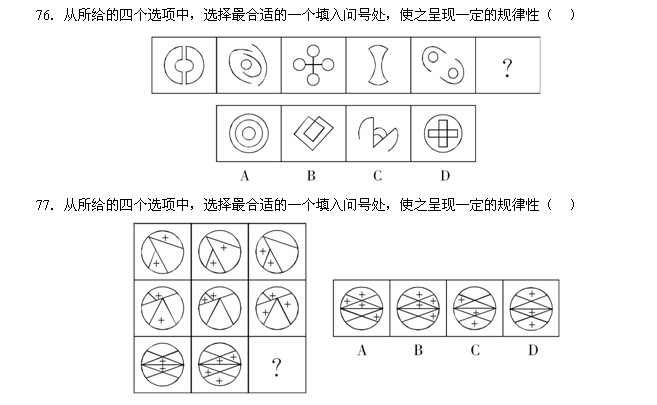 76. 从所给的四个选项中，选择最合适的一个填入问号处，使之呈现一定的规律性（　）
?
A B C D
77. 从所给的四个选项中，选择最合适的一个填入问号处，使之呈现一定的规律性（　）
?
A B C D